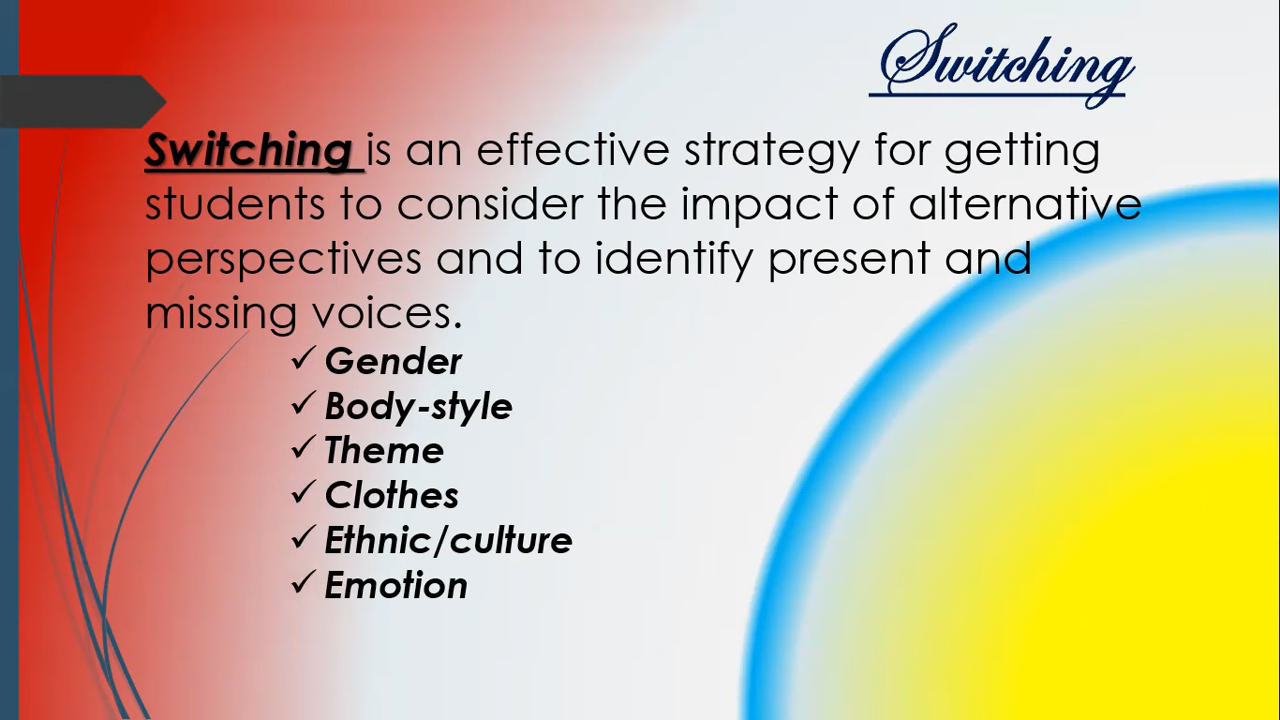 Switching
Switching is an effective strategy for getting
students to consider the impact of alternative
perspectives and to identify present and
missing voices.
✓ Gender
✓ Body-style
✓ Theme
✓ Clothes
✓ Ethnic/culture
✓ Emotion